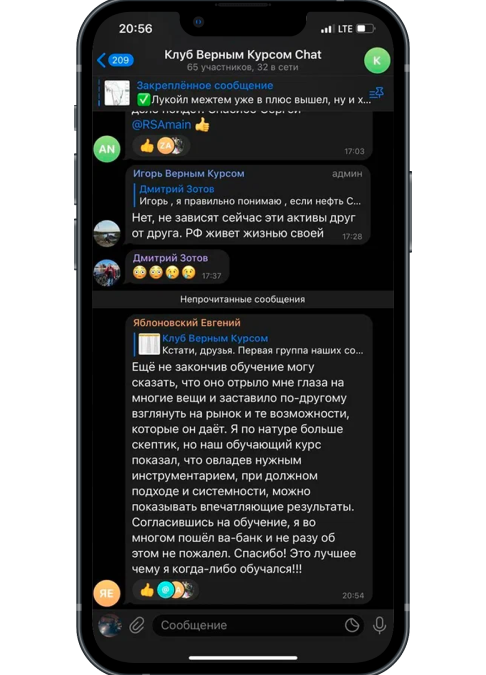 20:56
LTE
209
Клуб Верным Курсом Chat
65 участников, 32 в сети
К
Закреплённое сообщение
✅Лукойл межтем уже в плюс вышел, ну и х...
@RSAmain 👍
👍 ZA
AN
17:03
Игорь Верным Курсом админ
Дмитрий Зотов
Игорь , я правильно понимаю , если нефть С...
Нет, не зависят сейчас эти активы друг
от друга. РФ живет жизнью своей
17:28
Дмитрий Зотов
😳😳😢😢 17:37
Непрочитанные сообщения
Яблоновский Евгений
Клуб Верным Курсом
Кстати, друзья. Первая группа наших со...
Ещё не закончив обучение могу
сказать, что оно отрыло мне глаза на
многие вещи и заставило по-другому
взглянуть на рынок и те возможности,
которые он даёт. Я по натуре больше
скептик, но наш обучающий курс
показал, что овладев нужным
инструментарием, при должном
подходе и системности, можно
показывать впечатляющие результаты.
Согласившись на обучение, я во
многом пошёл ва-банк и не разу об
этом не пожалел. Спасибо! Это лучшее
чему я когда-либо обучался!!!
ЯЕ
👍
20:54
Сообщение